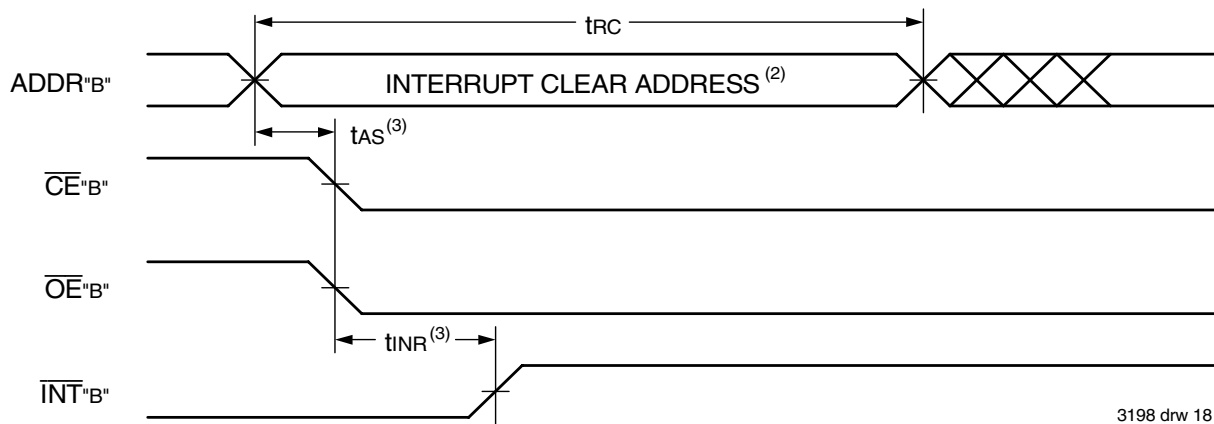 tRC
ADDR"B"
INTERRUPT CLEAR ADDRESS (2)
tAS(3)
CE"B"
OE"B"
tINR(3)
INT"B"
3198 drw 18